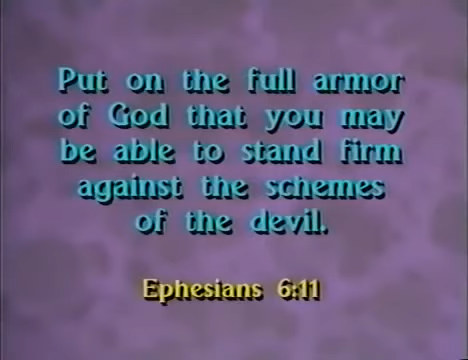 Put on the full armor
of God that you may
be able to stand firm
against the schemes
of the devil.
Ephesians 6:11